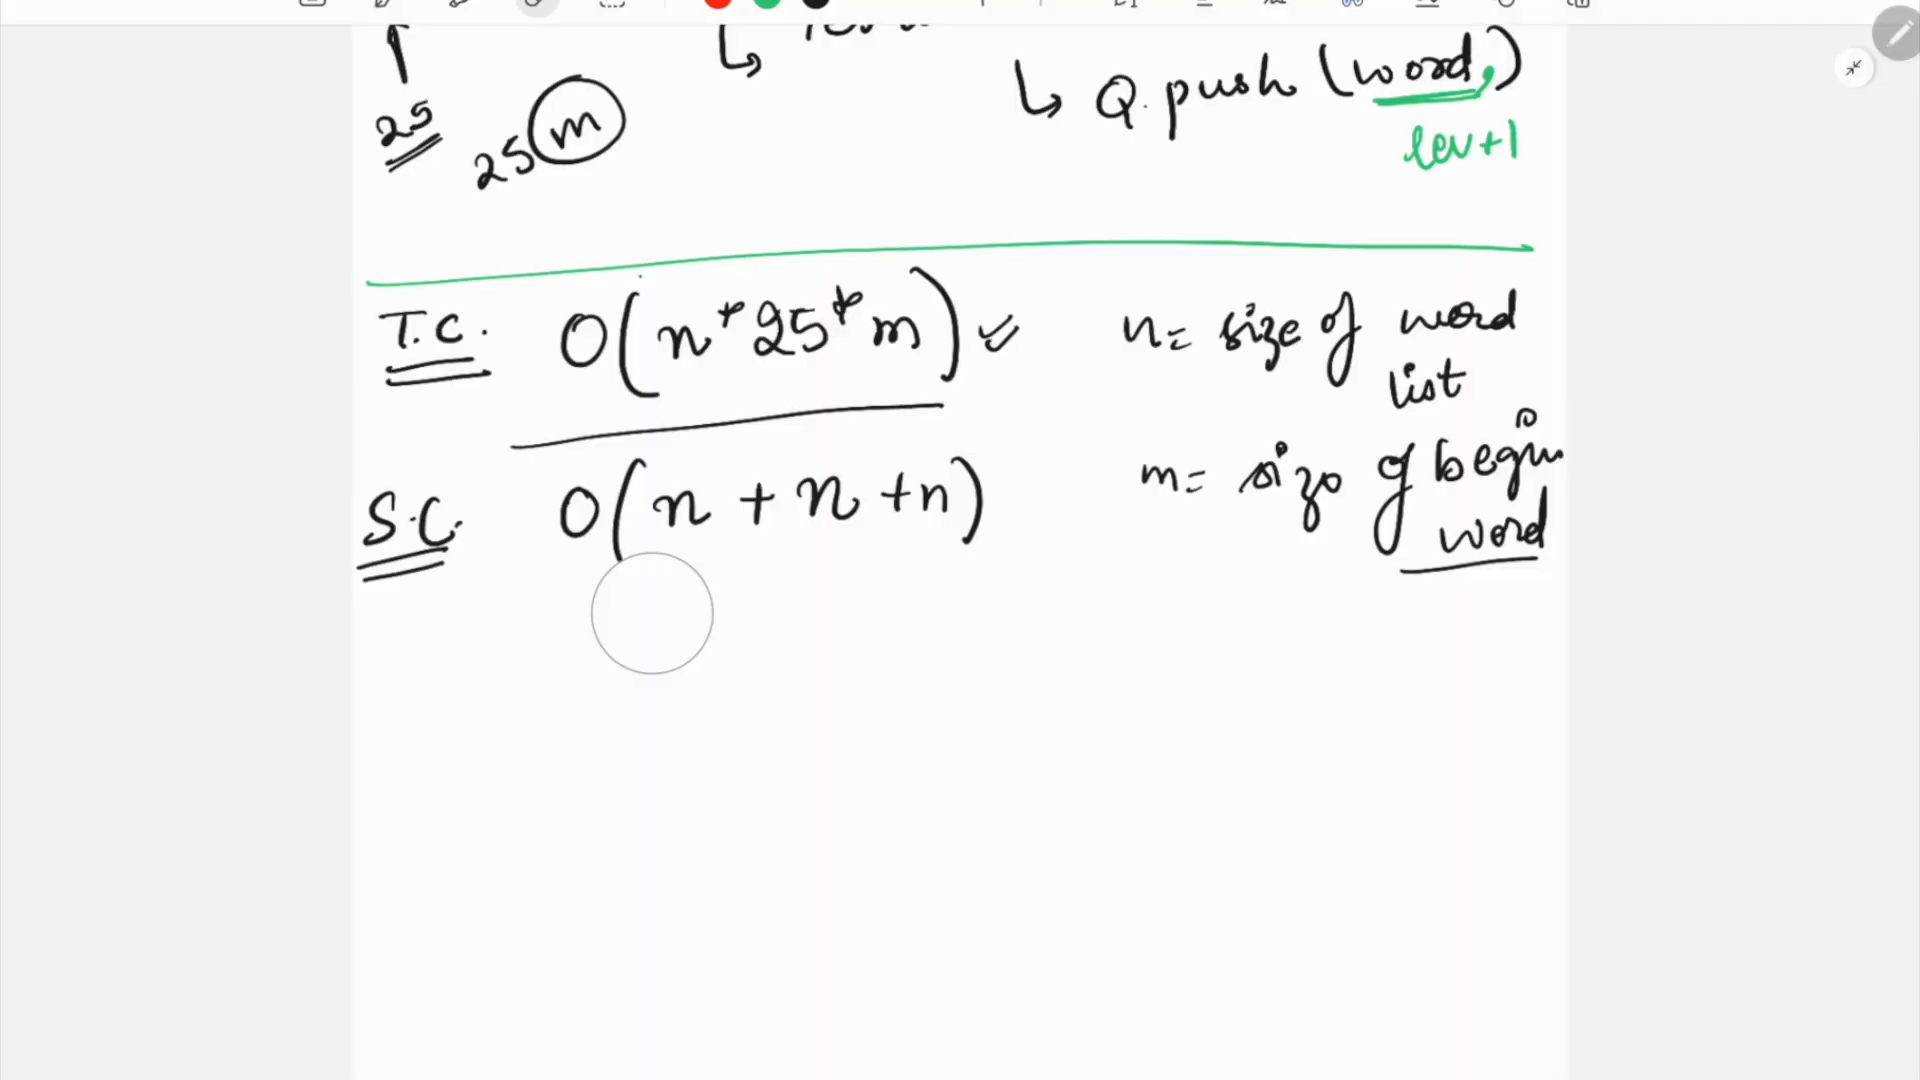 Q.push (word,)
lev+1
25
25 m
T.C. O(n*25*m) n= size of word
list
S.C. O(n + n +n) m= size of begin
word